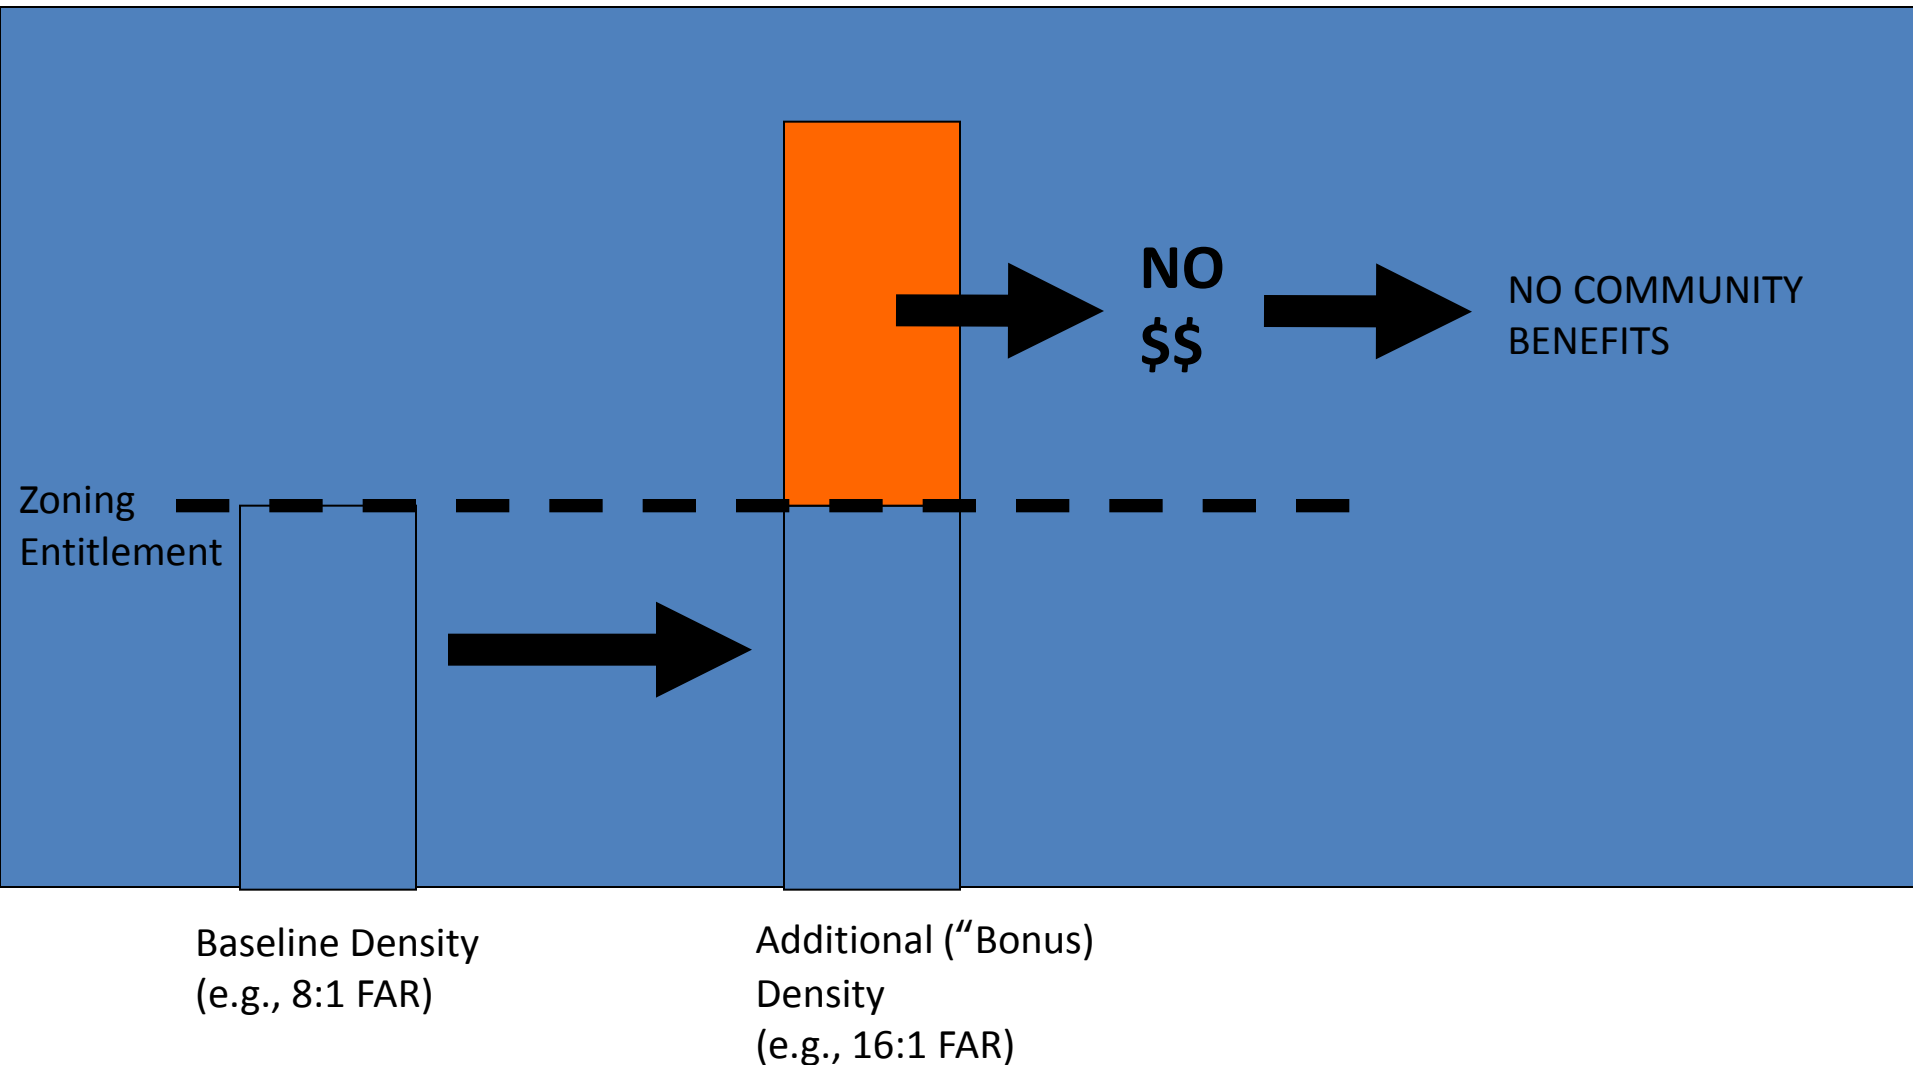 NO
$$
NO COMMUNITY
BENEFITS
Zoning
Entitlement
Baseline Density
(e.g., 8:1 FAR)
Additional (“Bonus)
Density
(e.g., 16:1 FAR)